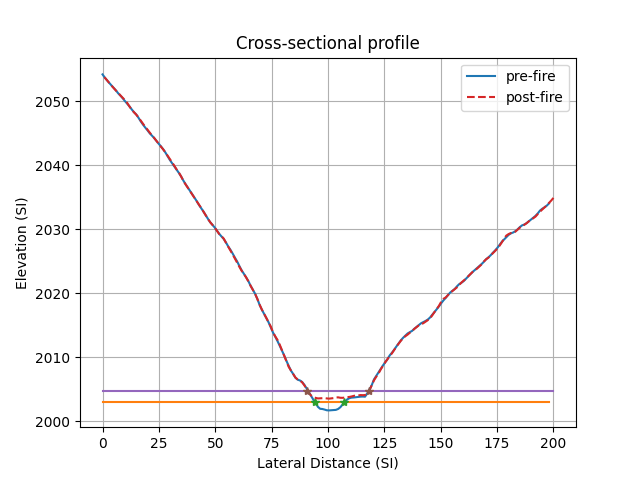 Cross-sectional profile
pre-fire
post-fire
2050
2040
2030
2020
2010
2000
Elevation (SI)
0 25 50 75 100 125 150 175 200
Lateral Distance (SI)